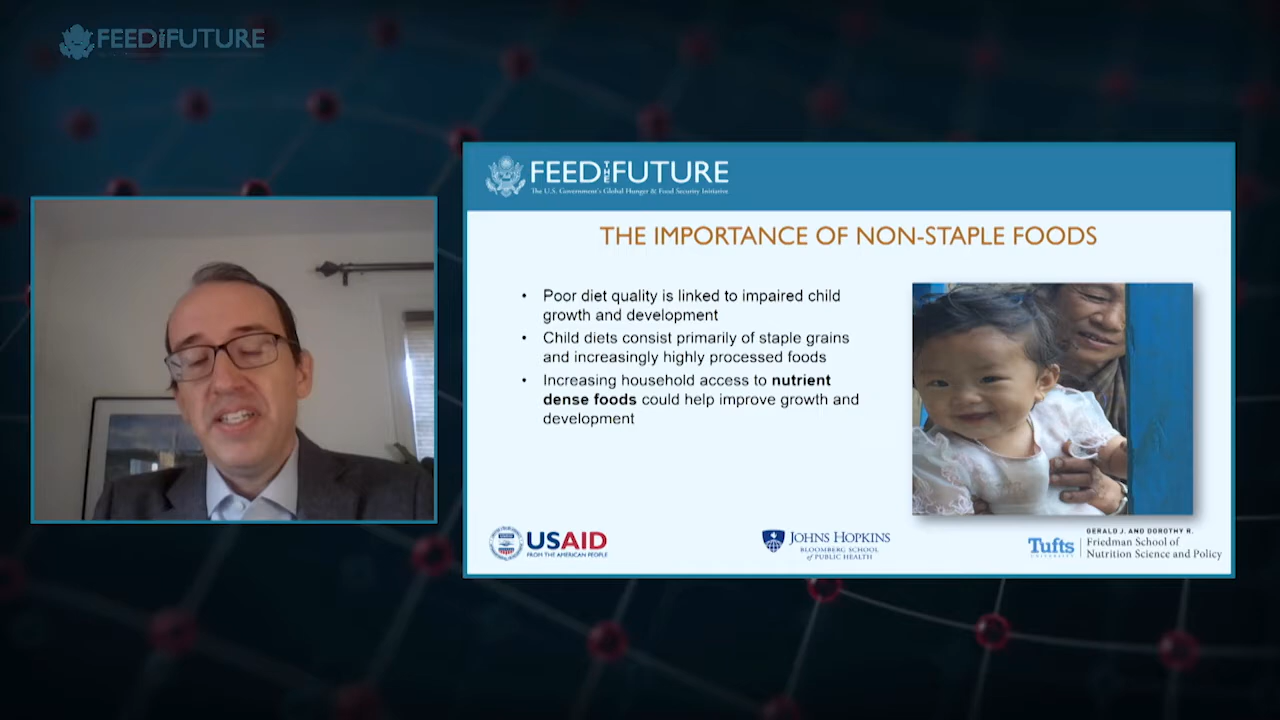 FEED THE FUTURE
FEED THE FUTURE
The U.S. Government's Global Hunger & Food Security Initiative
THE IMPORTANCE OF NON-STAPLE FOODS
• Poor diet quality is linked to impaired child
growth and development
• Child diets consist primarily of staple grains
and increasingly highly processed foods
• Increasing household access to nutrient
dense foods could help improve growth and
development
USAID
FROM THE AMERICAN PEOPLE
JOHNS HOPKINS
BLOOMBERG SCHOOL
of PUBLIC HEALTH
Tufts
UNIVERSITY
GERALD J. AND DOROTHY R.
Friedman School of
Nutrition Science and Policy